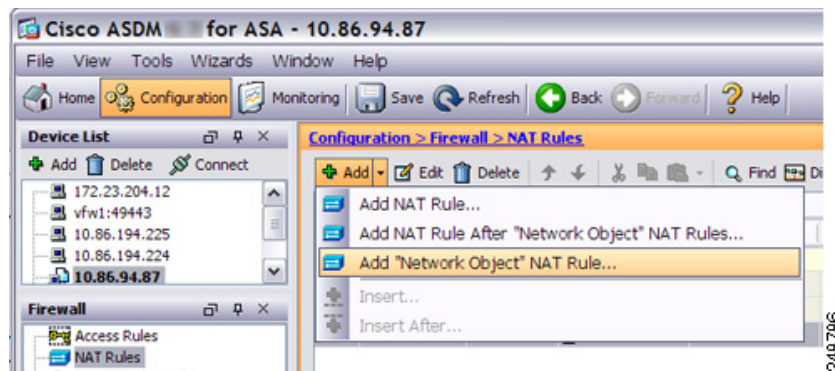 Cisco ASDM for ASA - 10.86.94.87
File View Tools Wizards Window Help
Home Configuration Monitoring Save Refresh Back Forward Help
Device List
Add Delete Connect
172.23.204.12
vfw1:49443
10.86.194.225
10.86.194.224
10.86.94.87
Firewall
Access Rules
NAT Rules
Configuration > Firewall > NAT Rules
Add Edit Delete Find Di
Add NAT Rule...
Add NAT Rule After "Network Object" NAT Rules...
Add "Network Object" NAT Rule...
Insert...
Insert After...